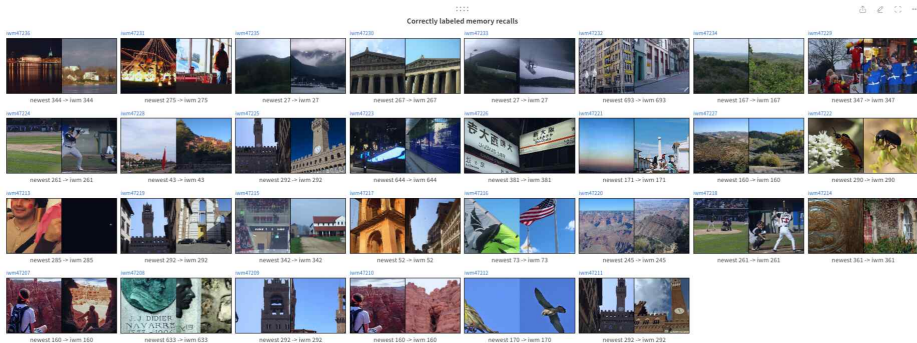 Correctly labeled memory recalls
iwm47236 iwm47231 iwm47235 iwm47230 iwm47233 iwm47232 iwm47234 iwm47229
newest 344 -> iwm 344 newest 275 -> iwm 275 newest 27 -> iwm 27 newest 267 -> iwm 267 newest 27 -> iwm 27 newest 693 -> iwm 693 newest 167 -> iwm 167 newest 347 -> iwm 347
iwm47224 iwm47228 iwm47225 iwm47223 iwm47226 iwm47221 iwm47227 iwm47222
newest 261 -> iwm 261 newest 43 -> iwm 43 newest 292 -> iwm 292 newest 644 -> iwm 644 newest 381 -> iwm 381 newest 171 -> iwm 171 newest 160 -> iwm 160 newest 290 -> iwm 290
iwm47213 iwm47219 iwm47215 iwm47217 iwm47216 iwm47220 iwm47218 iwm47214
newest 285 -> iwm 285 newest 292 -> iwm 292 newest 342 -> iwm 342 newest 52 -> iwm 52 newest 73 -> iwm 73 newest 245 -> iwm 245 newest 261 -> iwm 261 newest 361 -> iwm 361
iwm47207 iwm47208 iwm47209 iwm47210 iwm47211 iwm47211
J. J. DIDIER
NAVARRE
newest 160 -> iwm 160 newest 633 -> iwm 633 newest 292 -> iwm 292 newest 160 -> iwm 160 newest 170 -> iwm 170 newest 292 -> iwm 292